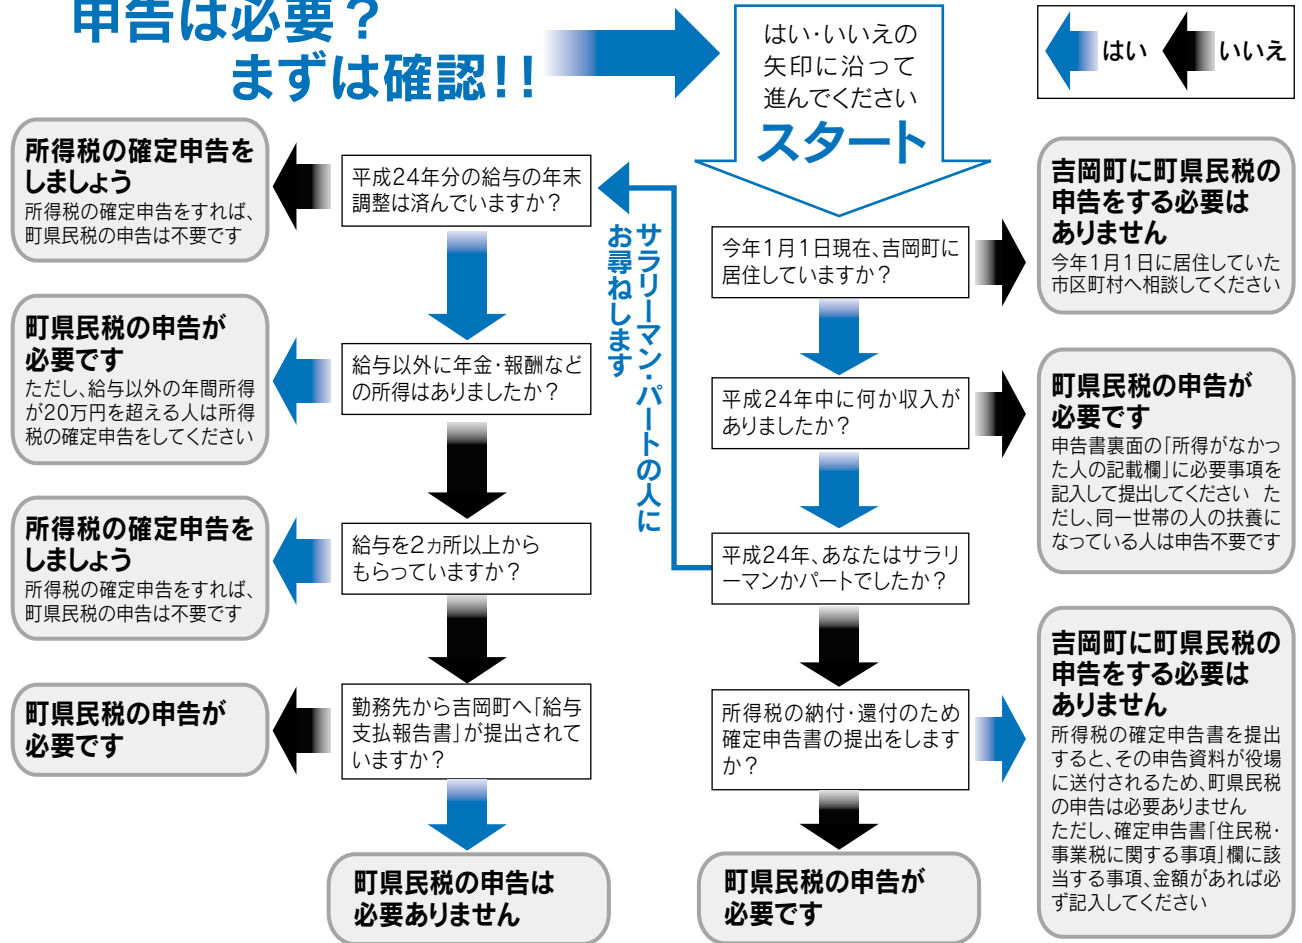 申告は必要？
まずは確認!!
はい・いいえの
矢印に沿って
進んでください
スタート
はい
いいえ
今年1月1日現在、吉岡町に
居住していますか？
吉岡町に町県民税の
申告をする必要は
ありません
今年1月1日に居住していた
市区町村へ相談してください
平成24年中に何か収入が
ありましたか？
町県民税の申告が
必要です
申告書裏面の「所得がなかっ
た人の記載欄」に必要事項を
記入して提出してください　た
だし、同一世帯の人の扶養に
なっている人は申告不要です
平成24年、あなたはサラリ
ーマンかパートでしたか？
所得税の納付・還付のため
確定申告書の提出をします
か？
吉岡町に町県民税の
申告をする必要は
ありません
所得税の確定申告書を提出
すると、その申告資料が役場
に送付されるため、町県民税
の申告は必要ありません
ただし、確定申告書「住民税・
事業税に関する事項」欄に該
当する事項、金額があれば必
ず記入してください
町県民税の申告が
必要です
サラリーマン・パートの人に
お尋ねします
平成24年分の給与の年末
調整は済んでいますか？
所得税の確定申告を
しましょう
所得税の確定申告をすれば、
町県民税の申告は不要です
給与以外に年金・報酬など
の所得はありましたか？
町県民税の申告が
必要です
ただし、給与以外の年間所得
が20万円を超える人は所得
税の確定申告をしてください
給与を2ヵ所以上から
もらっていますか？
所得税の確定申告を
しましょう
所得税の確定申告をすれば、
町県民税の申告は不要です
勤務先から吉岡町へ「給与
支払報告書」が提出されて
いますか？
町県民税の申告が
必要です
町県民税の申告は
必要ありません